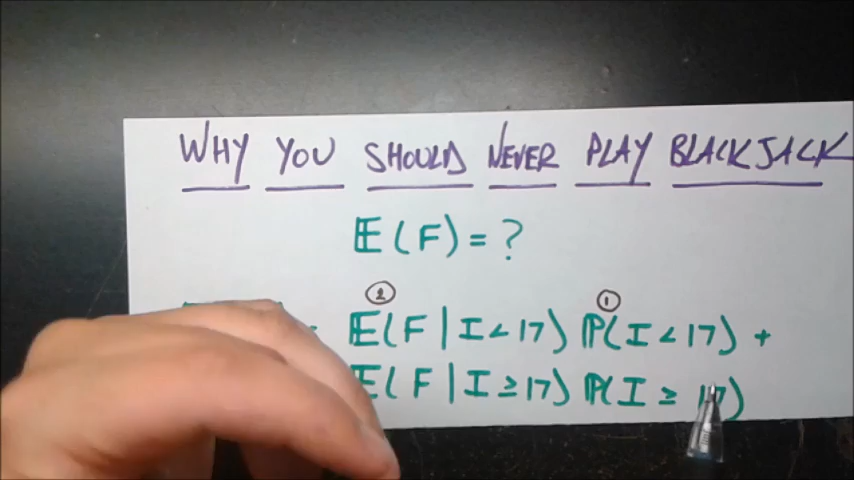 WHY YOU SHOULD NEVER PLAY BLACKJACK
𝔼(F) = ?
② ①
= 𝔼(F | I < 17) ℙ(I < 17) +
𝔼(F | I ≥ 17) ℙ(I ≥ 17)